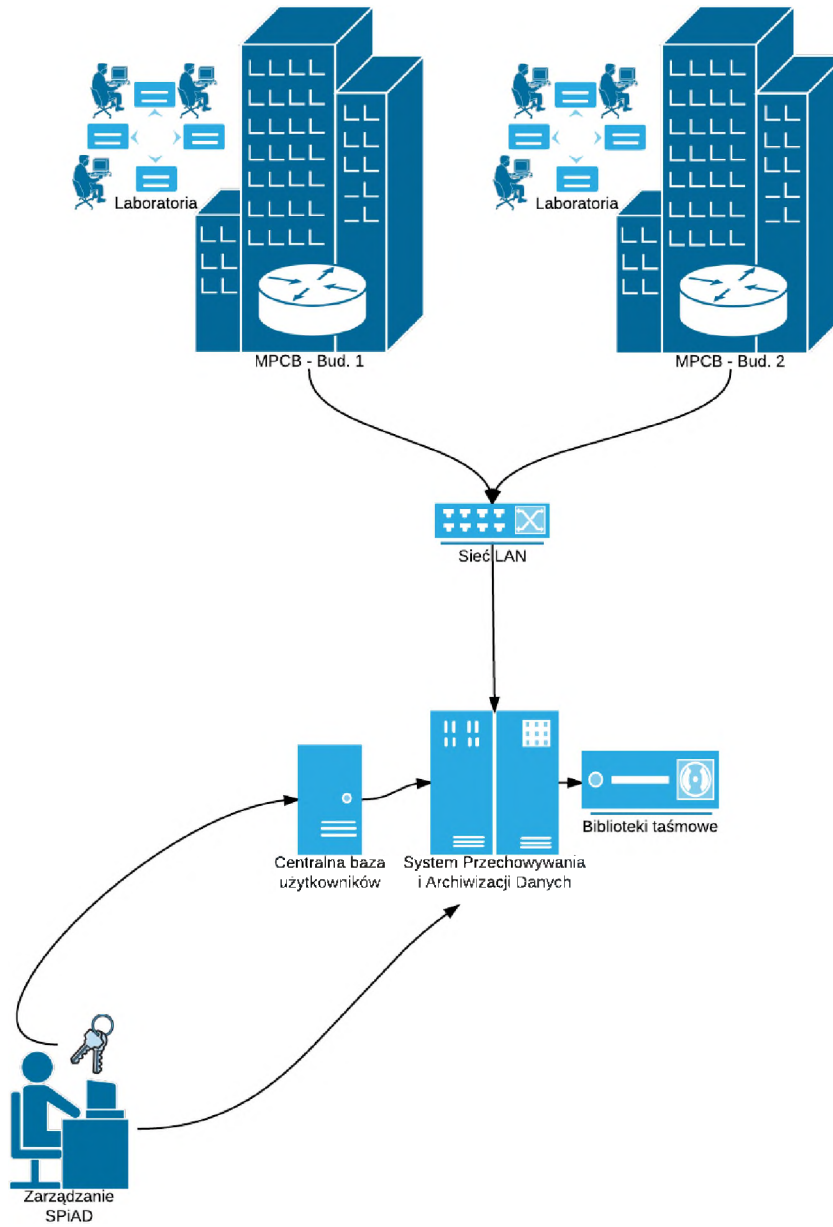 Laboratoria
Laboratoria
MPCB - Bud. 1
MPCB - Bud. 2
Sieć LAN
Biblioteki taśmowe
Centralna baza
użytkowników
System Przechowywania
i Archiwizacji Danych
Zarządzanie
SPiAD